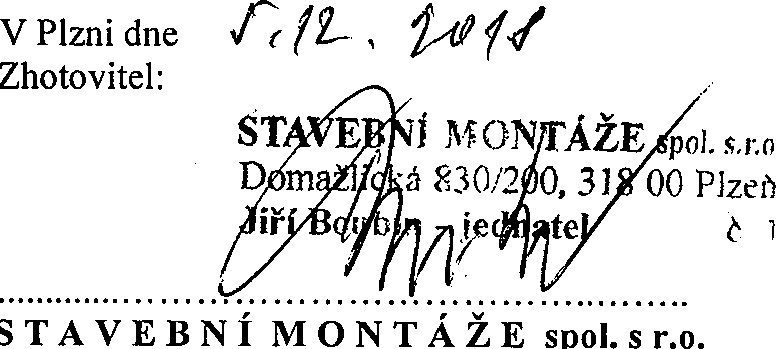 V Plzni dne 5.12. 2018
Zhotovitel:
STAVEBNÍ MONTÁŽE spol. s.r.o
Domažlická 830/200, 318 00 Plzeň
Jiří Boubín - jednatel č 1
STAVEBNÍ MONTÁŽE spol. s r.o.